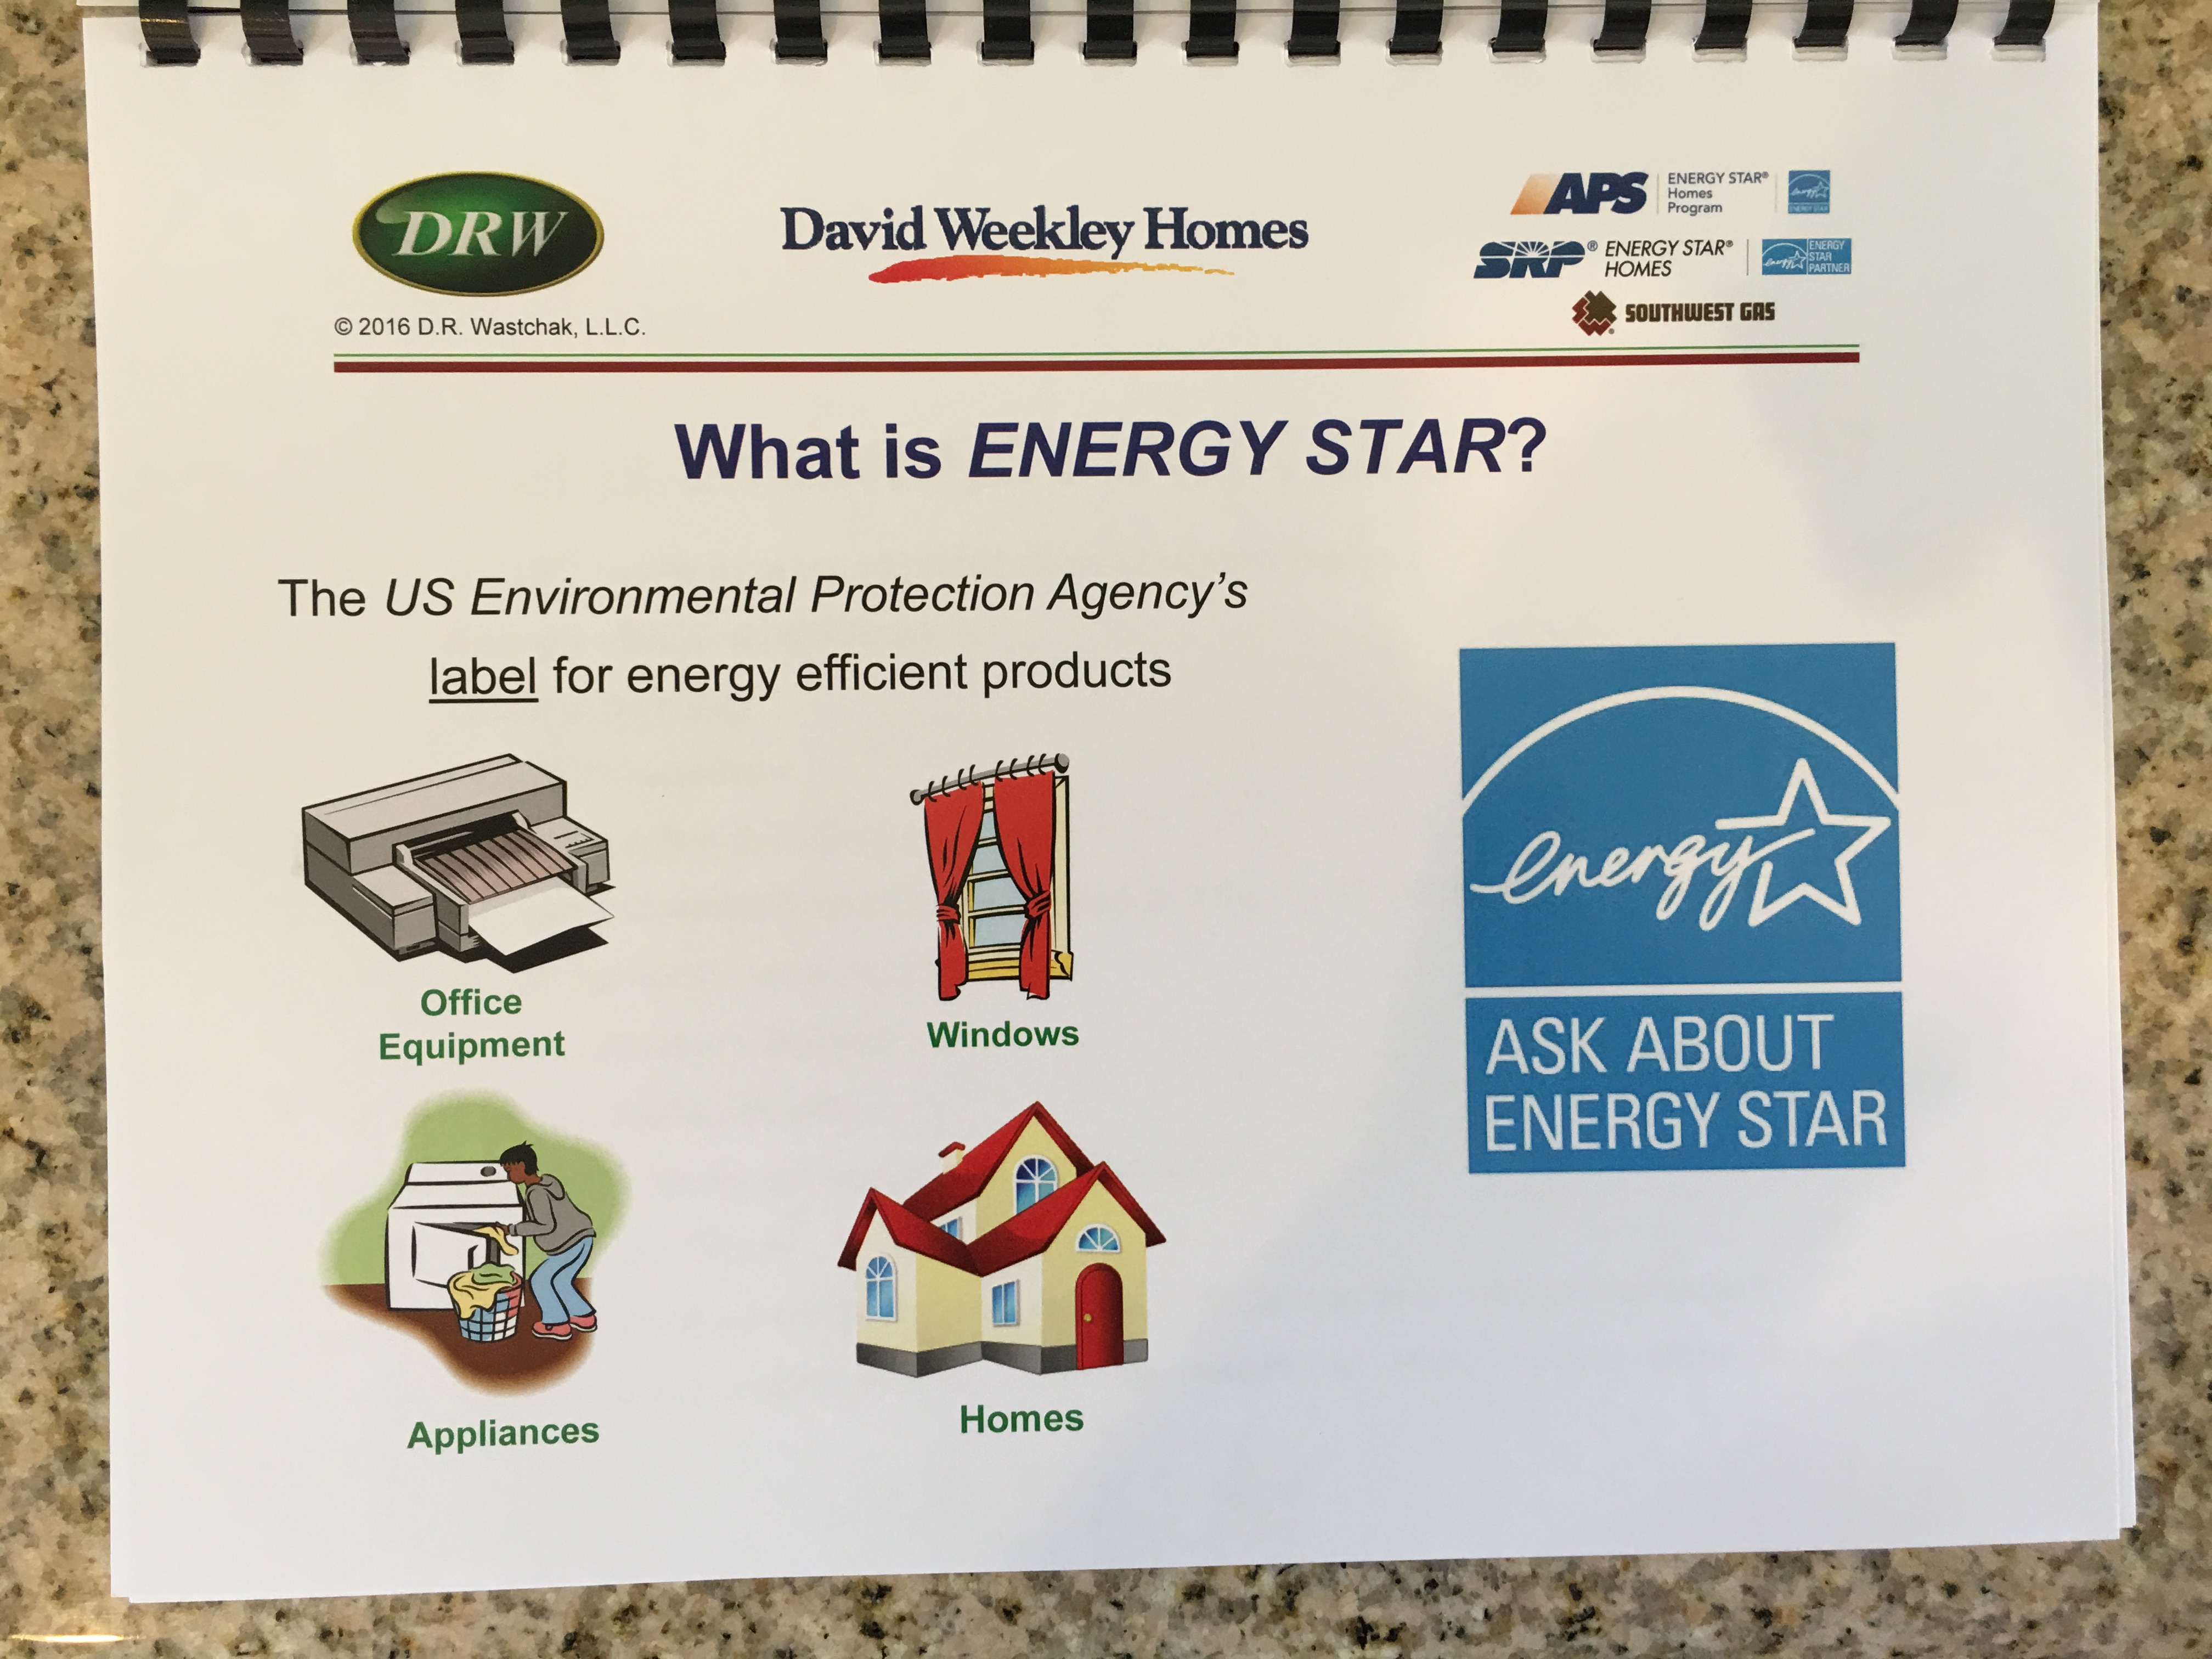 DRW
© 2016 D.R. Wastchak, L.L.C.
David Weekley Homes
APS
ENERGY STAR®
Homes
Program
SRP®
ENERGY STAR®
HOMES
ENERGY
STAR
PARTNER
SOUTHWEST GAS
What is ENERGY STAR?
The US Environmental Protection Agency's
label for energy efficient products
Office
Equipment
Windows
Appliances
Homes
energy
ASK ABOUT
ENERGY STAR